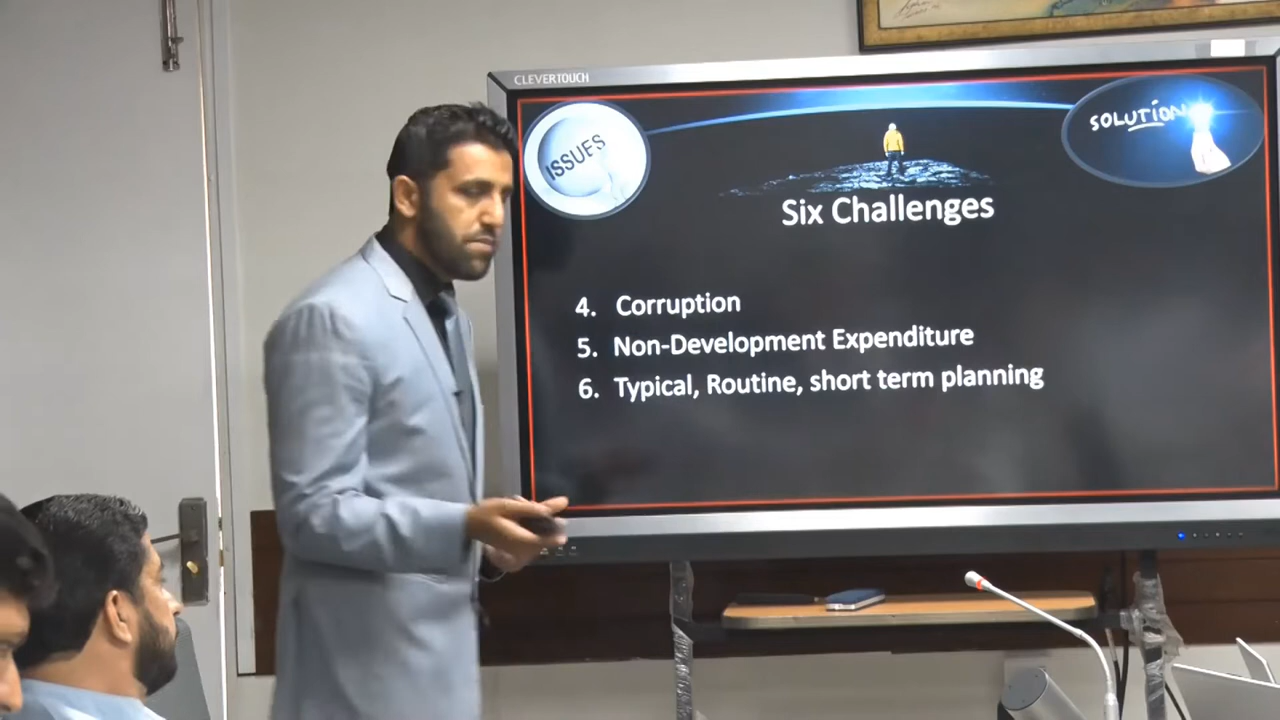 CLEVERTOUCH
ISSUES
SOLUTION
Six Challenges
4. Corruption
5. Non-Development Expenditure
6. Typical, Routine, short term planning